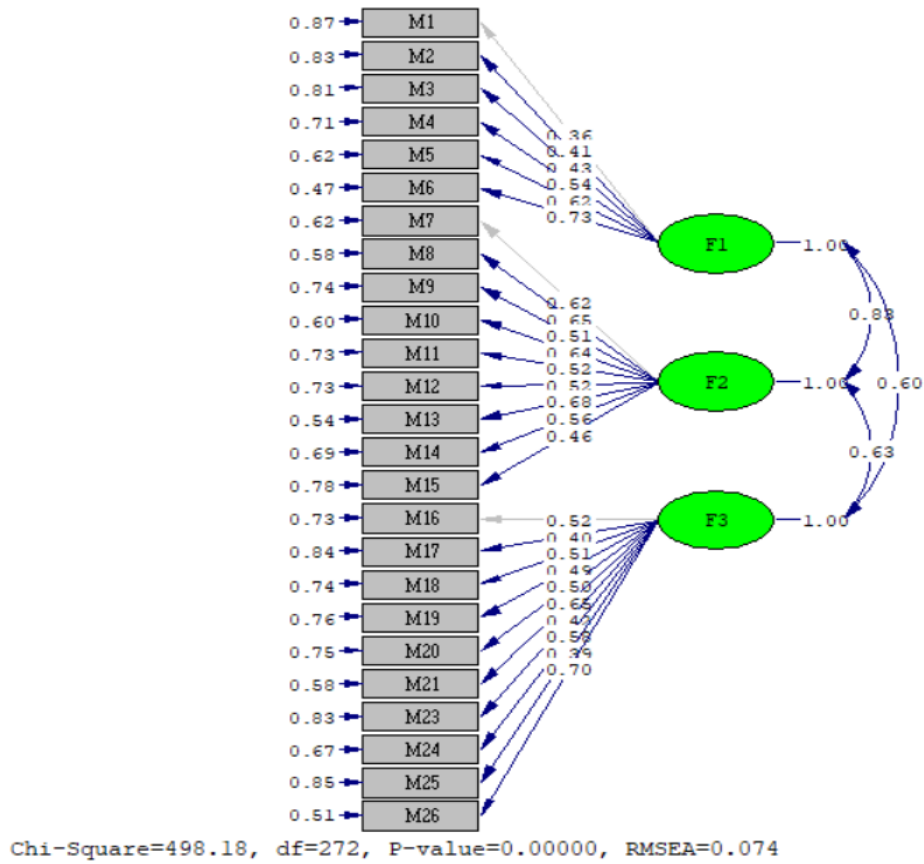 0.87 M1
0.83 M2
0.81 M3
0.71 M4
0.62 M5
0.47 M6
0.62 M7
0.58 M8
0.74 M9
0.60 M10
0.73 M11
0.73 M12
0.54 M13
0.69 M14
0.78 M15
0.73 M16
0.84 M17
0.74 M18
0.76 M19
0.75 M20
0.58 M21
0.83 M23
0.67 M24
0.85 M25
0.51 M26
0.36
0.41
0.43
0.54
0.62
0.73
0.62
0.65
0.51
0.64
0.52
0.52
0.68
0.56
0.46
0.52
0.40
0.51
0.49
0.50
0.65
0.58
0.39
0.70
F1 1.00
F2 1.00
F3 1.00
0.60
0.63
Chi-Square=498.18, df=272, P-value=0.00000, RMSEA=0.074